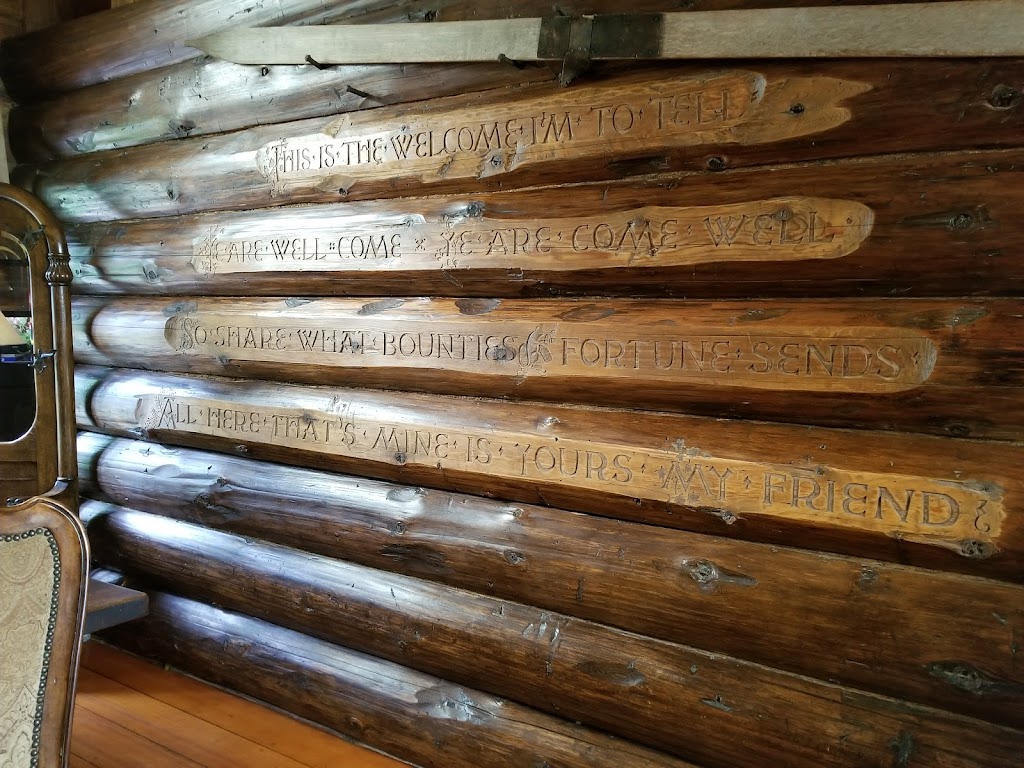 THIS·IS·THE·WELCOME·I'M·TO·TELL
YE·ARE·WELL·COME × YE·ARE·COME·WELL
SO·SHARE·WHAT·BOUNTIES FORTUNE·SENDS·
ALL·HERE·THAT'S·MINE·IS·YOURS·MY·FRIEND